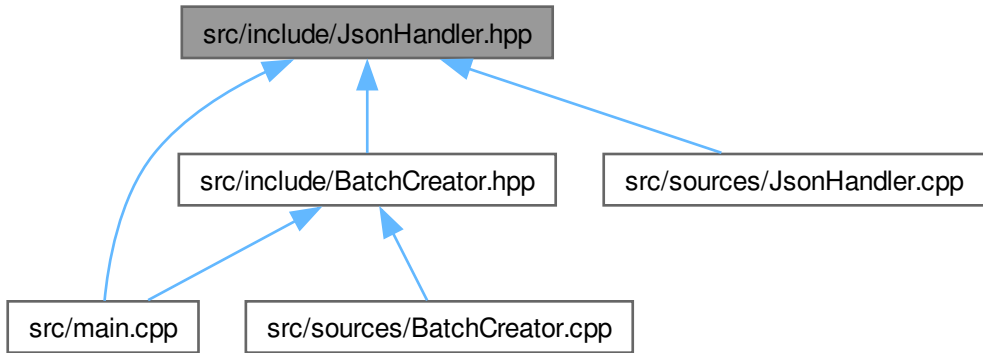 src/include/JsonHandler.hpp
src/include/BatchCreator.hpp
src/sources/JsonHandler.cpp
src/main.cpp
src/sources/BatchCreator.cpp